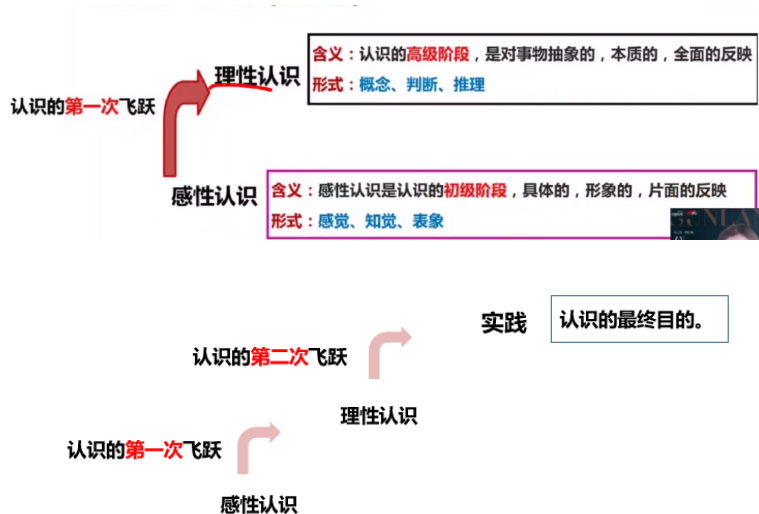 含义：认识的高级阶段，是对事物抽象的，本质的，全面的反映
理性认识
形式：概念、判断、推理
认识的第一次飞跃
感性认识
含义：感性认识是认识的初级阶段，具体的，形象的，片面的反映
形式：感觉、知觉、表象
实践
认识的最终目的。
认识的第二次飞跃
理性认识
认识的第一次飞跃
感性认识